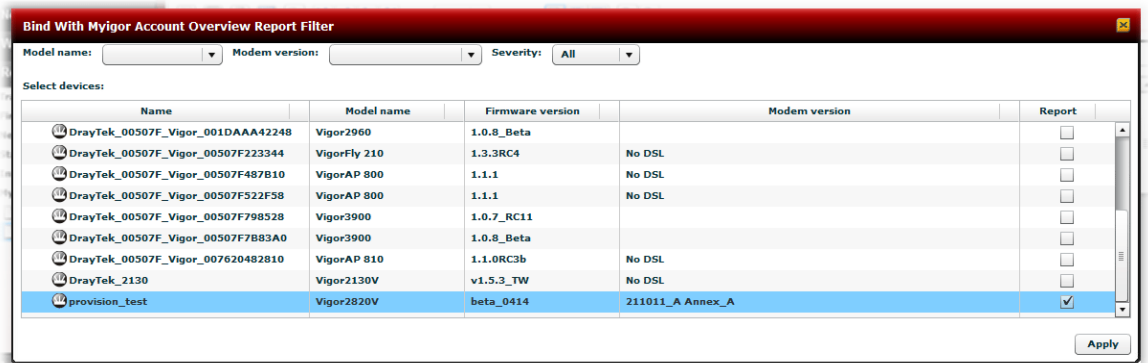 Bind With Myigor Account Overview Report Filter
Model name: Modem version: Severity: All
Select devices:
Name Model name Firmware version Modem version Report
DrayTek_00507F_Vigor_001DAAA42248 Vigor2960 1.0.8_Beta
DrayTek_00507F_Vigor_00507F223344 VigorFly 210 1.3.3RC4 No DSL
DrayTek_00507F_Vigor_00507F487B10 VigorAP 800 1.1.1 No DSL
DrayTek_00507F_Vigor_00507F522F58 VigorAP 800 1.1.1 No DSL
DrayTek_00507F_Vigor_00507F798528 Vigor3900 1.0.7_RC11
DrayTek_00507F_Vigor_00507F7B83A0 Vigor3900 1.0.8_Beta
DrayTek_00507F_Vigor_007620482810 VigorAP 810 1.1.0RC3b No DSL
DrayTek_2130 Vigor2130V v1.5.3_TW No DSL
provision_test Vigor2820V beta_0414 211011_A Annex_A
Apply